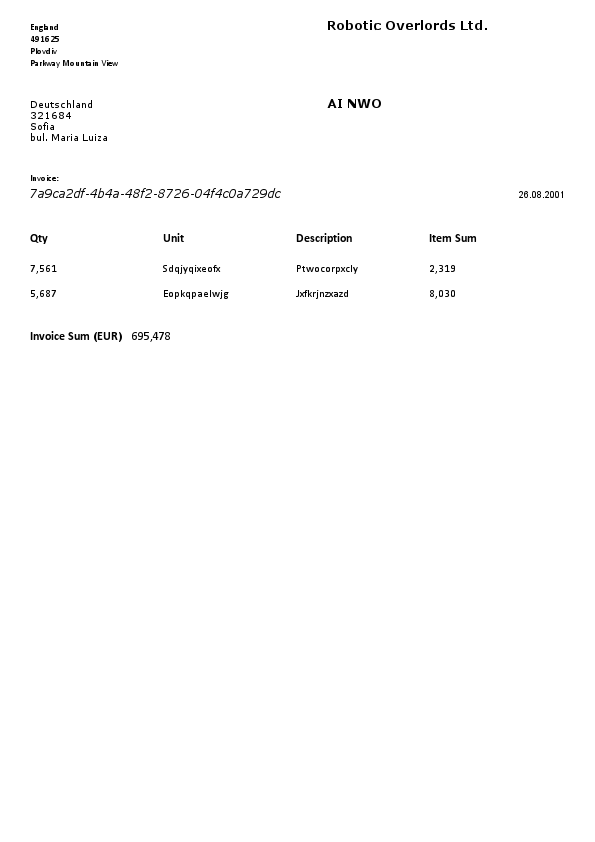 England
491625
Plovdiv
Parkway Mountain View
Robotic Overlords Ltd.
Deutschland
321684
Sofia
bul. Maria Luiza
AI NWO
Invoice:
7a9ca2df-4b4a-48f2-8726-04f4c0a729dc
26.08.2001
Qty Unit Description Item Sum
7,561 Sdqjyqixeofx Ptwocorpxcly 2,319
5,687 Eopkqpaelwjg Jxfkrjnzxazd 8,030
Invoice Sum (EUR) 695,478